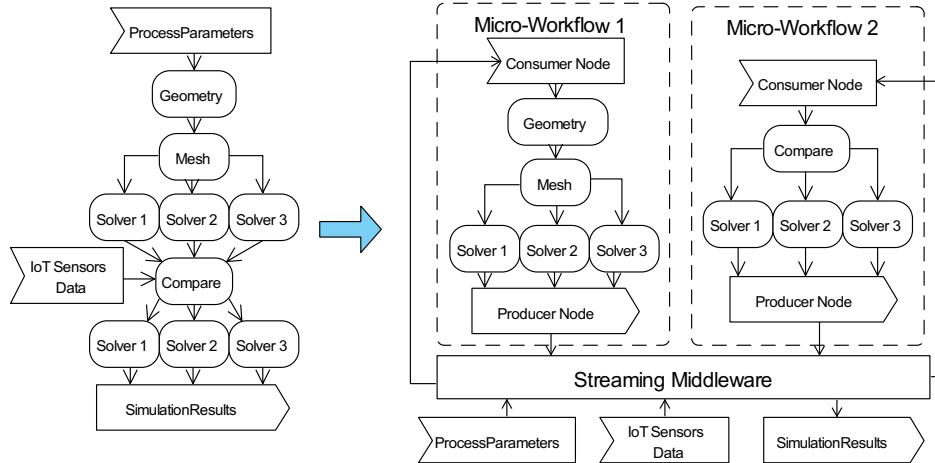 ProcessParameters
Geometry
Mesh
Solver 1
Solver 2
Solver 3
IoT Sensors
Data
Compare
Solver 1
Solver 2
Solver 3
SimulationResults
Micro-Workflow 1
Consumer Node
Geometry
Mesh
Solver 1
Solver 2
Solver 3
Producer Node
Micro-Workflow 2
Consumer Node
Compare
Solver 1
Solver 2
Solver 3
Producer Node
Streaming Middleware
ProcessParameters
IoT Sensors
Data
SimulationResults